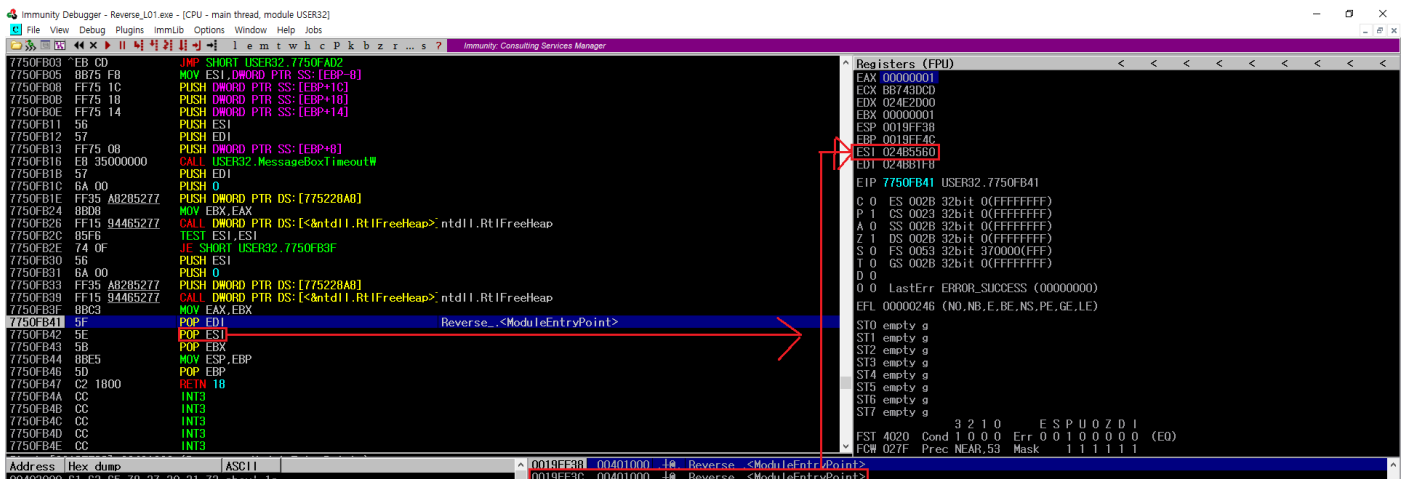 Immunity Debugger - Reverse_L01.exe - [CPU - main thread, module USER32]
File View Debug Plugins ImmLib Options Window Help Jobs
l e m t w h c P k b z r ... s ? Immunity: Consulting Services Manager
7750FB03 ^EB CD JMP SHORT USER32.7750FAD2
7750FB05 8B75 F8 MOV ESI,DWORD PTR SS:[EBP-8]
7750FB08 FF75 1C PUSH DWORD PTR SS:[EBP+1C]
7750FB0B FF75 18 PUSH DWORD PTR SS:[EBP+18]
7750FB0E FF75 14 PUSH DWORD PTR SS:[EBP+14]
7750FB11 56 PUSH ESI
7750FB12 57 PUSH EDI
7750FB13 FF75 08 PUSH DWORD PTR SS:[EBP+8]
7750FB16 E8 35000000 CALL USER32.MessageBoxTimeoutW
7750FB1B 57 PUSH EDI
7750FB1C 6A 00 PUSH 0
7750FB1E FF35 A8285277 PUSH DWORD PTR DS:[775228A8]
7750FB24 8BD8 MOV EBX,EAX
7750FB26 FF15 94465277 CALL DWORD PTR DS:[<&ntdll.RtlFreeHeap>] ntdll.RtlFreeHeap
7750FB2C 85F6 TEST ESI,ESI
7750FB2E 74 0F JE SHORT USER32.7750FB3F
7750FB30 56 PUSH ESI
7750FB31 6A 00 PUSH 0
7750FB33 FF35 A8285277 PUSH DWORD PTR DS:[775228A8]
7750FB39 FF15 94465277 CALL DWORD PTR DS:[<&ntdll.RtlFreeHeap>] ntdll.RtlFreeHeap
7750FB3F 8BC3 MOV EAX,EBX
7750FB41 5F POP EDI Reverse_.<ModuleEntryPoint>
7750FB42 5E POP ESI
7750FB43 5B POP EBX
7750FB44 8BE5 MOV ESP,EBP
7750FB46 5D POP EBP
7750FB47 C2 1800 RETN 18
7750FB4A CC INT3
7750FB4B CC INT3
7750FB4C CC INT3
7750FB4D CC INT3
7750FB4E CC INT3
Registers (FPU) < < < < < < < < <
EAX 00000001
ECX BB743DCD
EDX 024E2D00
EBX 00000001
ESP 0019FF38
EBP 0019FF4C
ESI 024B5560
EDI 024BB1F8
EIP 7750FB41 USER32.7750FB41
C 0 ES 002B 32bit 0(FFFFFFFF)
P 1 CS 0023 32bit 0(FFFFFFFF)
A 0 SS 002B 32bit 0(FFFFFFFF)
Z 1 DS 002B 32bit 0(FFFFFFFF)
S 0 FS 0053 32bit 370000(FFF)
T 0 GS 002B 32bit 0(FFFFFFFF)
D 0
O 0 LastErr ERROR_SUCCESS (00000000)
EFL 00000246 (NO,NB,E,BE,NS,PE,GE,LE)
ST0 empty g
ST1 empty g
ST2 empty g
ST3 empty g
ST4 empty g
ST5 empty g
ST6 empty g
ST7 empty g
3 2 1 0 E S P U O Z D I
FST 4020 Cond 1 0 0 0 Err 0 0 1 0 0 0 0 0 (EQ)
FCW 027F Prec NEAR,53 Mask 1 1 1 1 1 1
Address Hex dump ASCII
0019FF38 00401000 .+@. Reverse_.<ModuleEntryPoint>
0019FF3C 00401000 .+@. Reverse_.<ModuleEntryPoint>